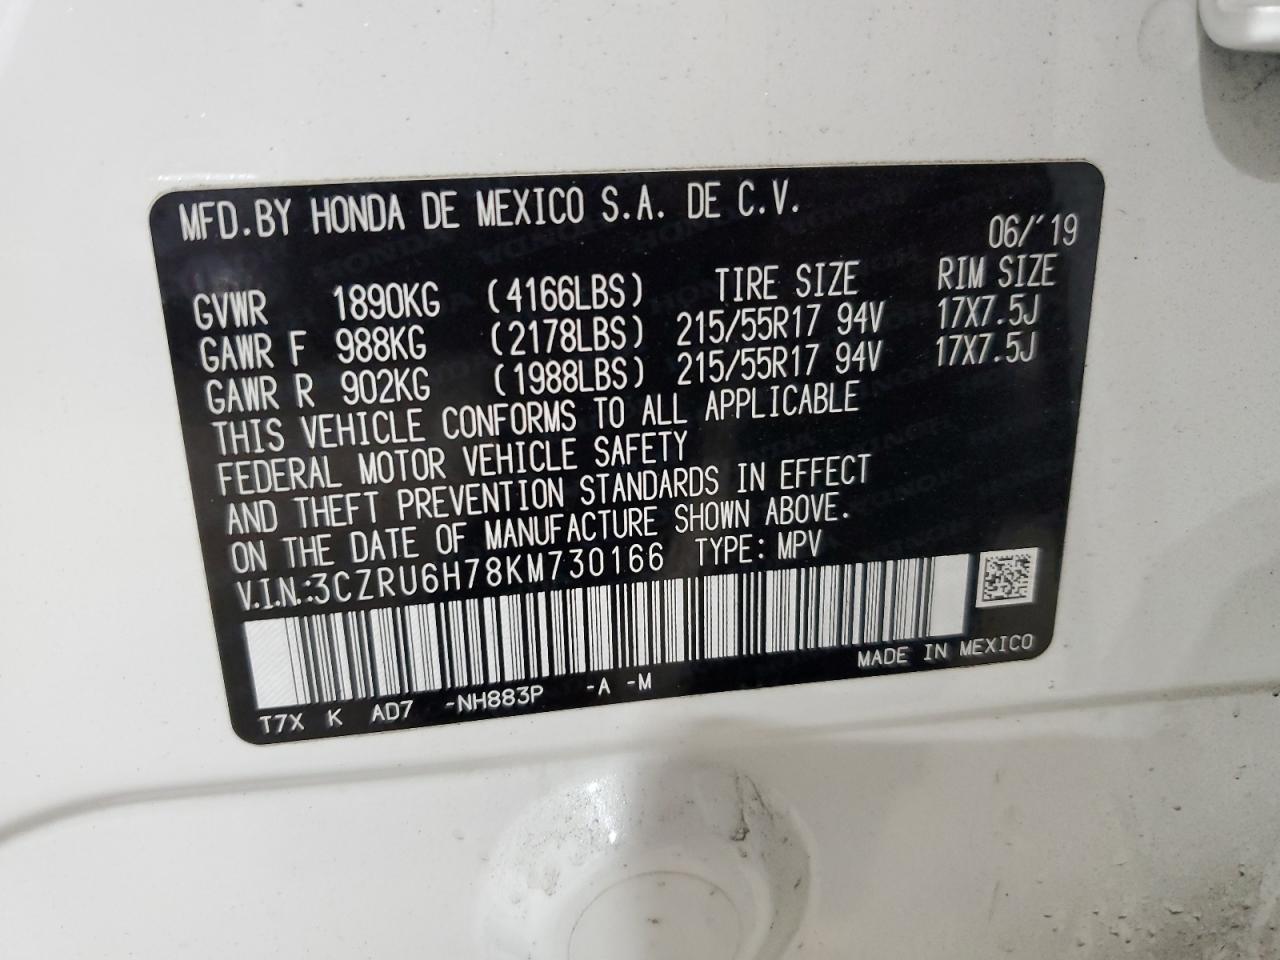 MFD.BY HONDA DE MEXICO S.A. DE C.V.
06/'19
GVWR 1890KG (4166LBS) TIRE SIZE RIM SIZE
GAWR F 988KG (2178LBS) 215/55R17 94V 17X7.5J
GAWR R 902KG (1988LBS) 215/55R17 94V 17X7.5J
THIS VEHICLE CONFORMS TO ALL APPLICABLE
FEDERAL MOTOR VEHICLE SAFETY
AND THEFT PREVENTION STANDARDS IN EFFECT
ON THE DATE OF MANUFACTURE SHOWN ABOVE.
V.I.N.:3CZRU6H78KM730166 TYPE: MPV
MADE IN MEXICO
T7X K AD7 -NH883P -A -M